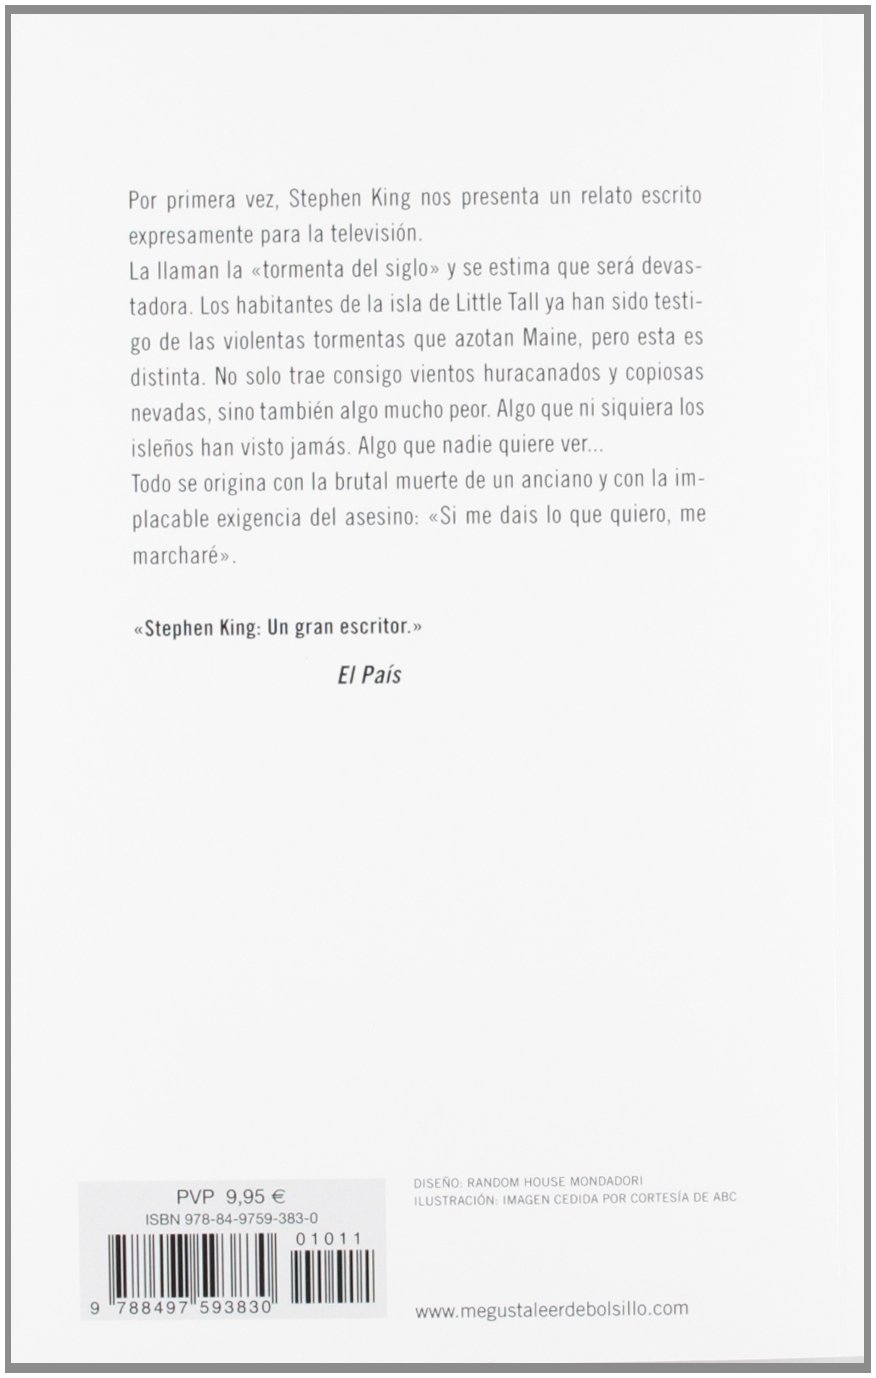 Por primera vez, Stephen King nos presenta un relato escrito
expresamente para la televisión.
La llaman la «tormenta del siglo» y se estima que será devas-
tadora. Los habitantes de la isla de Little Tall ya han sido testi-
go de las violentas tormentas que azotan Maine, pero esta es
distinta. No solo trae consigo vientos huracanados y copiosas
nevadas, sino también algo mucho peor. Algo que ni siquiera los
isleños han visto jamás. Algo que nadie quiere ver...
Todo se origina con la brutal muerte de un anciano y con la im-
placable exigencia del asesino: «Si me dais lo que quiero, me
marcharé».
«Stephen King: Un gran escritor.»
El País
DISEÑO: RANDOM HOUSE MONDADORI
ILUSTRACIÓN: IMAGEN CEDIDA POR CORTESÍA DE ABC
PVP 9,95 €
ISBN 978-84-9759-383-0
01011
9 788497 593830
www.megustaleerdebolsillo.com